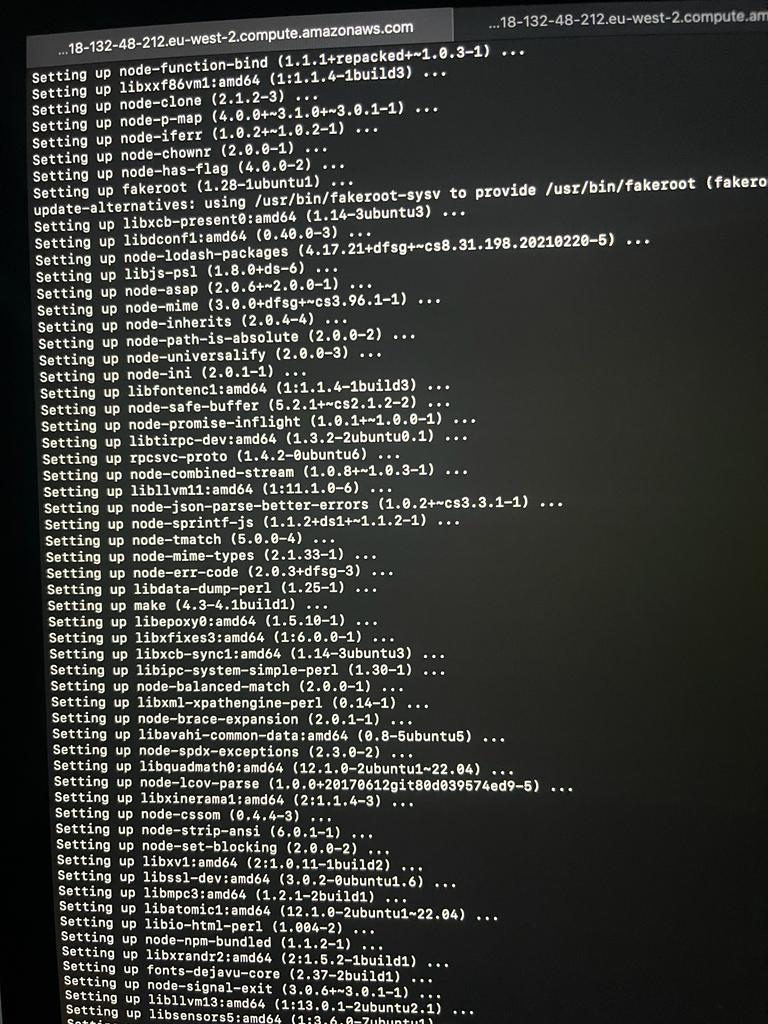 ...18-132-48-212.eu-west-2.compute.amazonaws.com
...18-132-48-212.eu-west-2.compute.am
Setting up node-function-bind (1.1.1+repacked+~1.0.3-1) ...
Setting up libxxf86vm1:amd64 (1:1.1.4-1build3) ...
Setting up node-clone (2.1.2-3) ...
Setting up node-p-map (4.0.0+~3.1.0+~3.0.1-1) ...
Setting up node-iferr (1.0.2+~1.0.2-1) ...
Setting up node-chownr (2.0.0-1) ...
Setting up node-has-flag (4.0.0-2) ...
Setting up fakeroot (1.28-1ubuntu1) ...
update-alternatives: using /usr/bin/fakeroot-sysv to provide /usr/bin/fakeroot (fakero
Setting up libxcb-present0:amd64 (1.14-3ubuntu3) ...
Setting up libdconf1:amd64 (0.40.0-3) ...
Setting up node-lodash-packages (4.17.21+dfsg+~cs8.31.198.20210220-5) ...
Setting up libjs-psl (1.8.0+ds-6) ...
Setting up node-asap (2.0.6+~2.0.0-1) ...
Setting up node-mime (3.0.0+dfsg+~cs3.96.1-1) ...
Setting up node-inherits (2.0.4-4) ...
Setting up node-path-is-absolute (2.0.0-2) ...
Setting up node-universalify (2.0.0-3) ...
Setting up node-ini (2.0.1-1) ...
Setting up libfontenc1:amd64 (1:1.1.4-1build3) ...
Setting up node-safe-buffer (5.2.1+~cs2.1.2-2) ...
Setting up node-promise-inflight (1.0.1+~1.0.0-1) ...
Setting up libtirpc-dev:amd64 (1.3.2-2ubuntu0.1) ...
Setting up rpcsvc-proto (1.4.2-0ubuntu6) ...
Setting up node-combined-stream (1.0.8+~1.0.3-1) ...
Setting up libllvm11:amd64 (1:11.1.0-6) ...
Setting up node-json-parse-better-errors (1.0.2+~cs3.3.1-1) ...
Setting up node-sprintf-js (1.1.2+ds1+~1.1.2-1) ...
Setting up node-tmatch (5.0.0-4) ...
Setting up node-mime-types (2.1.33-1) ...
Setting up node-err-code (2.0.3+dfsg-3) ...
Setting up libdata-dump-perl (1.25-1) ...
Setting up make (4.3-4.1build1) ...
Setting up libepoxy0:amd64 (1.5.10-1) ...
Setting up libxfixes3:amd64 (1:6.0.0-1) ...
Setting up libxcb-sync1:amd64 (1.14-3ubuntu3) ...
Setting up libipc-system-simple-perl (1.30-1) ...
Setting up node-balanced-match (2.0.0-1) ...
Setting up libxml-xpathengine-perl (0.14-1) ...
Setting up node-brace-expansion (2.0.1-1) ...
Setting up libavahi-common-data:amd64 (0.8-5ubuntu5) ...
Setting up node-spdx-exceptions (2.3.0-2) ...
Setting up libquadmath0:amd64 (12.1.0-2ubuntu1~22.04) ...
Setting up node-lcov-parse (1.0.0+20170612git80d039574ed9-5) ...
Setting up libxinerama1:amd64 (2:1.1.4-3) ...
Setting up node-cssom (0.4.4-3) ...
Setting up node-strip-ansi (6.0.1-1) ...
Setting up node-set-blocking (2.0.0-2) ...
Setting up libxv1:amd64 (2:1.0.11-1build2) ...
Setting up libssl-dev:amd64 (3.0.2-0ubuntu1.6) ...
Setting up libmpc3:amd64 (1.2.1-2build1) ...
Setting up libatomic1:amd64 (12.1.0-2ubuntu1~22.04) ...
Setting up libio-html-perl (1.004-2) ...
Setting up node-npm-bundled (1.1.2-1) ...
Setting up libxrandr2:amd64 (2:1.5.2-1build1) ...
Setting up fonts-dejavu-core (2.37-2build1) ...
Setting up node-signal-exit (3.0.6+~3.0.1-1) ...
Setting up libllvm13:amd64 (1:13.0.1-2ubuntu2.1) ...
Setting up libsensors5:amd64 (1:3.6.0-7ubuntu1)